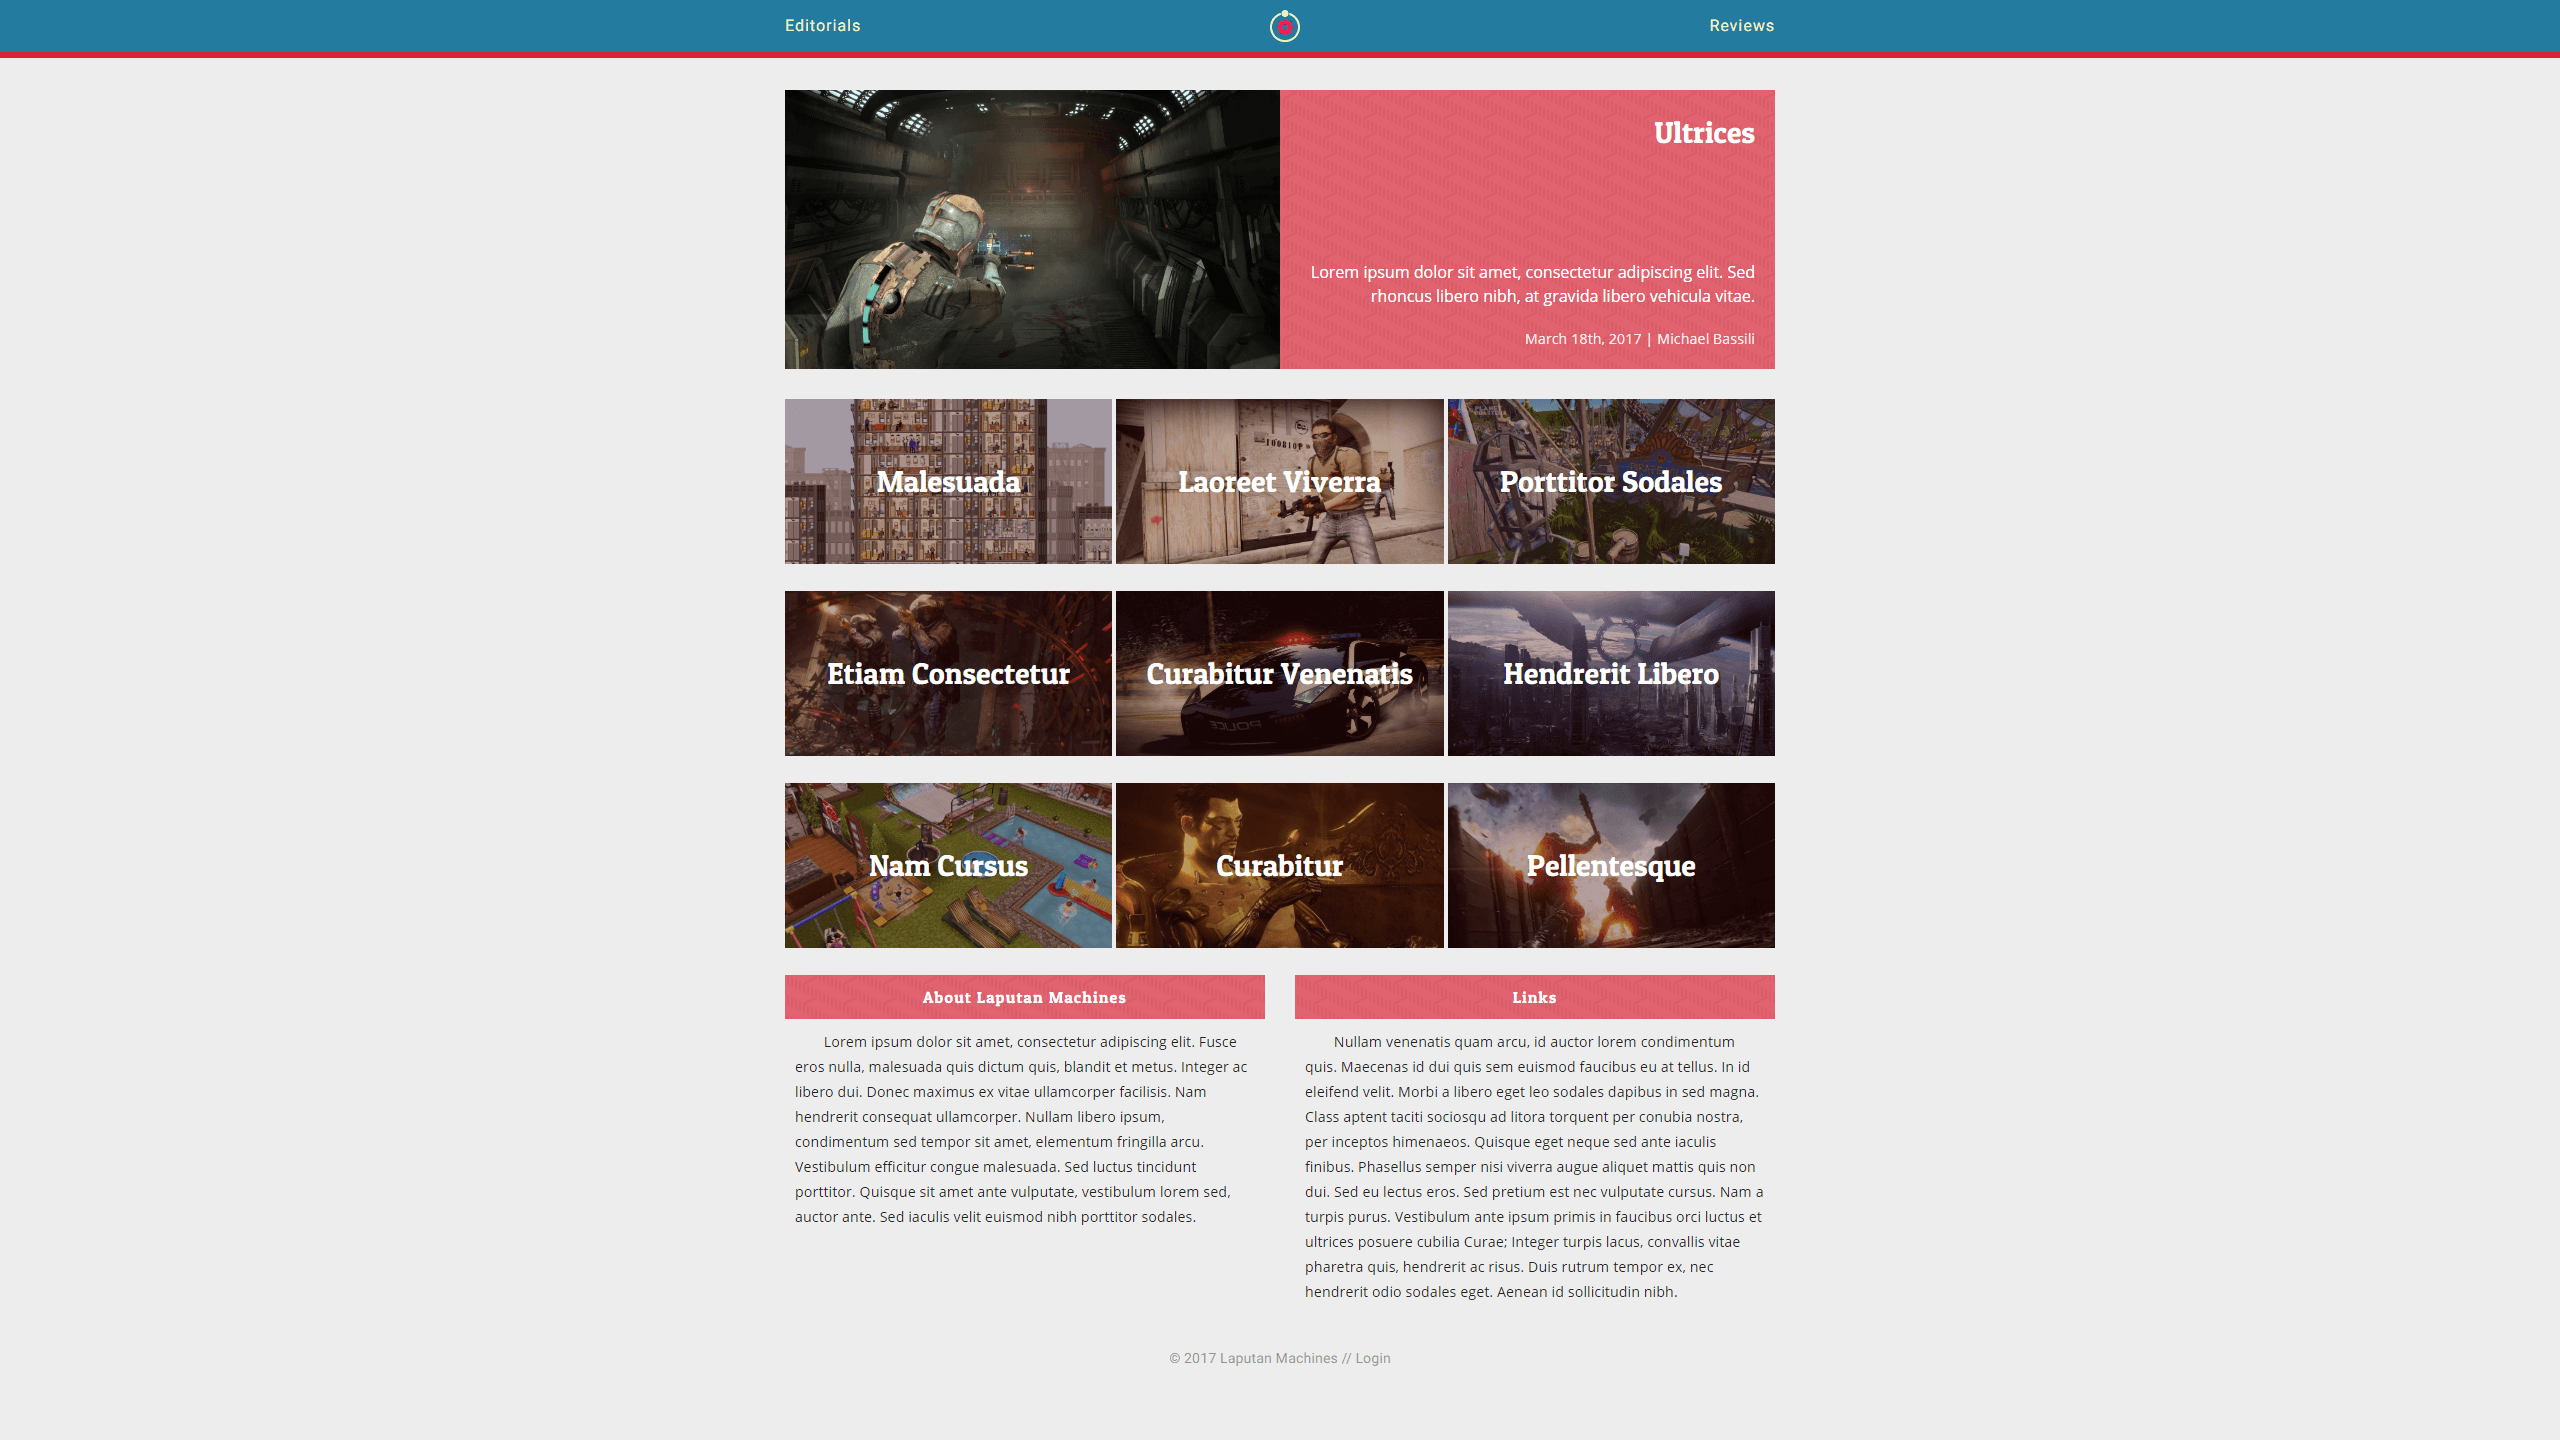 Editorials
Reviews
Ultrices
Lorem ipsum dolor sit amet, consectetur adipiscing elit. Sed
rhoncus libero nibh, at gravida libero vehicula vitae.
March 18th, 2017 | Michael Bassili
Malesuada
Laoreet Viverra
Porttitor Sodales
Etiam Consectetur
Curabitur Venenatis
POLICE
Hendrerit Libero
Nam Cursus
Curabitur
Pellentesque
About Laputan Machines
Lorem ipsum dolor sit amet, consectetur adipiscing elit. Fusce
eros nulla, malesuada quis dictum quis, blandit et metus. Integer ac
libero dui. Donec maximus ex vitae ullamcorper facilisis. Nam
hendrerit consequat ullamcorper. Nullam libero ipsum,
condimentum sed tempor sit amet, elementum fringilla arcu.
Vestibulum efficitur congue malesuada. Sed luctus tincidunt
porttitor. Quisque sit amet ante vulputate, vestibulum lorem sed,
auctor ante. Sed iaculis velit euismod nibh porttitor sodales.
Links
Nullam venenatis quam arcu, id auctor lorem condimentum
quis. Maecenas id dui quis sem euismod faucibus eu at tellus. In id
eleifend velit. Morbi a libero eget leo sodales dapibus in sed magna.
Class aptent taciti sociosqu ad litora torquent per conubia nostra,
per inceptos himenaeos. Quisque eget neque sed ante iaculis
finibus. Phasellus semper nisi viverra augue aliquet mattis quis non
dui. Sed eu lectus eros. Sed pretium est nec vulputate cursus. Nam a
turpis purus. Vestibulum ante ipsum primis in faucibus orci luctus et
ultrices posuere cubilia Curae; Integer turpis lacus, convallis vitae
pharetra quis, hendrerit ac risus. Duis rutrum tempor ex, nec
hendrerit odio sodales eget. Aenean id sollicitudin nibh.
© 2017 Laputan Machines // Login